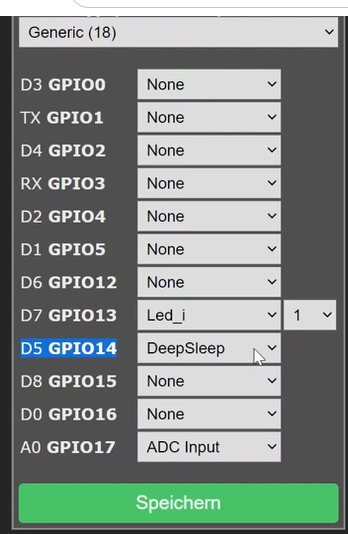 Generic (18)
D3 GPIO0 None
TX GPIO1 None
D4 GPIO2 None
RX GPIO3 None
D2 GPIO4 None
D1 GPIO5 None
D6 GPIO12 None
D7 GPIO13 Led_i 1
D5 GPIO14 DeepSleep
D8 GPIO15 None
D0 GPIO16 None
A0 GPIO17 ADC Input
Speichern